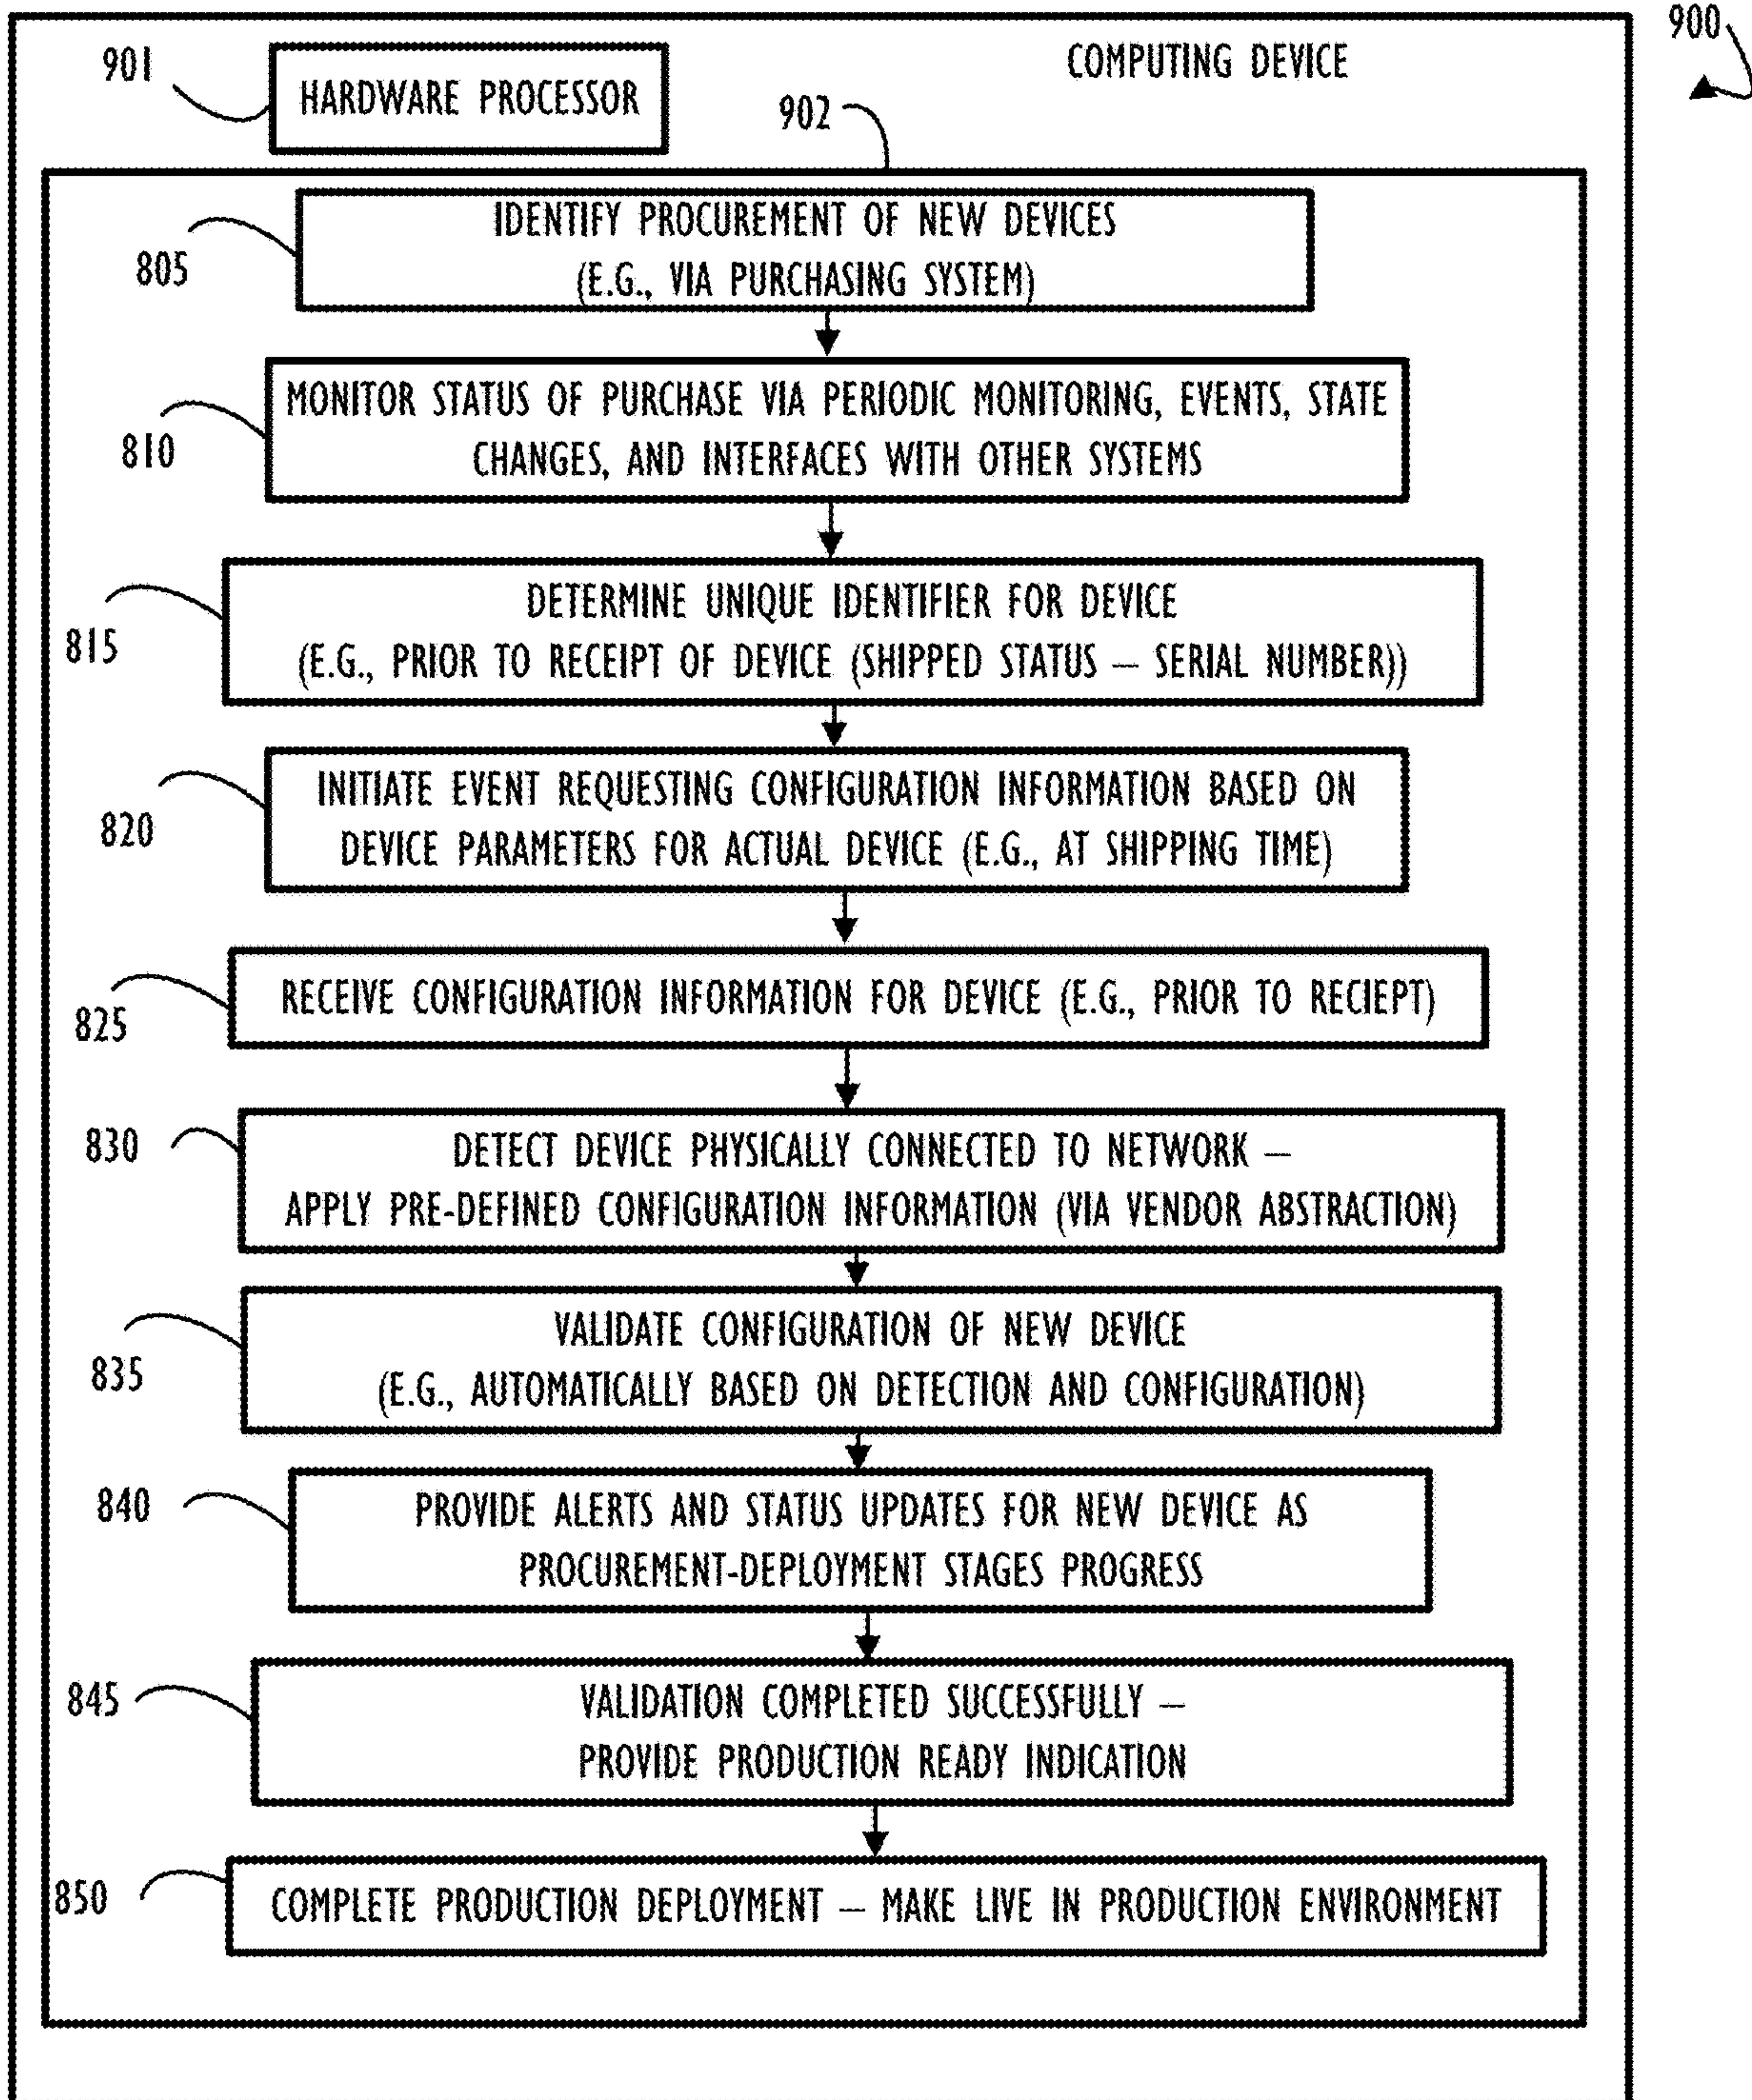 900
COMPUTING DEVICE
901
HARDWARE PROCESSOR
902
IDENTIFY PROCUREMENT OF NEW DEVICES
(E.G., VIA PURCHASING SYSTEM)
805
MONITOR STATUS OF PURCHASE VIA PERIODIC MONITORING, EVENTS, STATE
CHANGES, AND INTERFACES WITH OTHER SYSTEMS
810
DETERMINE UNIQUE IDENTIFIER FOR DEVICE
(E.G., PRIOR TO RECEIPT OF DEVICE (SHIPPED STATUS – SERIAL NUMBER))
815
INITIATE EVENT REQUESTING CONFIGURATION INFORMATION BASED ON
DEVICE PARAMETERS FOR ACTUAL DEVICE (E.G., AT SHIPPING TIME)
820
RECEIVE CONFIGURATION INFORMATION FOR DEVICE (E.G., PRIOR TO RECIEPT)
825
DETECT DEVICE PHYSICALLY CONNECTED TO NETWORK –
APPLY PRE-DEFINED CONFIGURATION INFORMATION (VIA VENDOR ABSTRACTION)
830
VALIDATE CONFIGURATION OF NEW DEVICE
(E.G., AUTOMATICALLY BASED ON DETECTION AND CONFIGURATION)
835
PROVIDE ALERTS AND STATUS UPDATES FOR NEW DEVICE AS
PROCUREMENT-DEPLOYMENT STAGES PROGRESS
840
VALIDATION COMPLETED SUCCESSFULLY –
PROVIDE PRODUCTION READY INDICATION
845
COMPLETE PRODUCTION DEPLOYMENT – MAKE LIVE IN PRODUCTION ENVIRONMENT
850